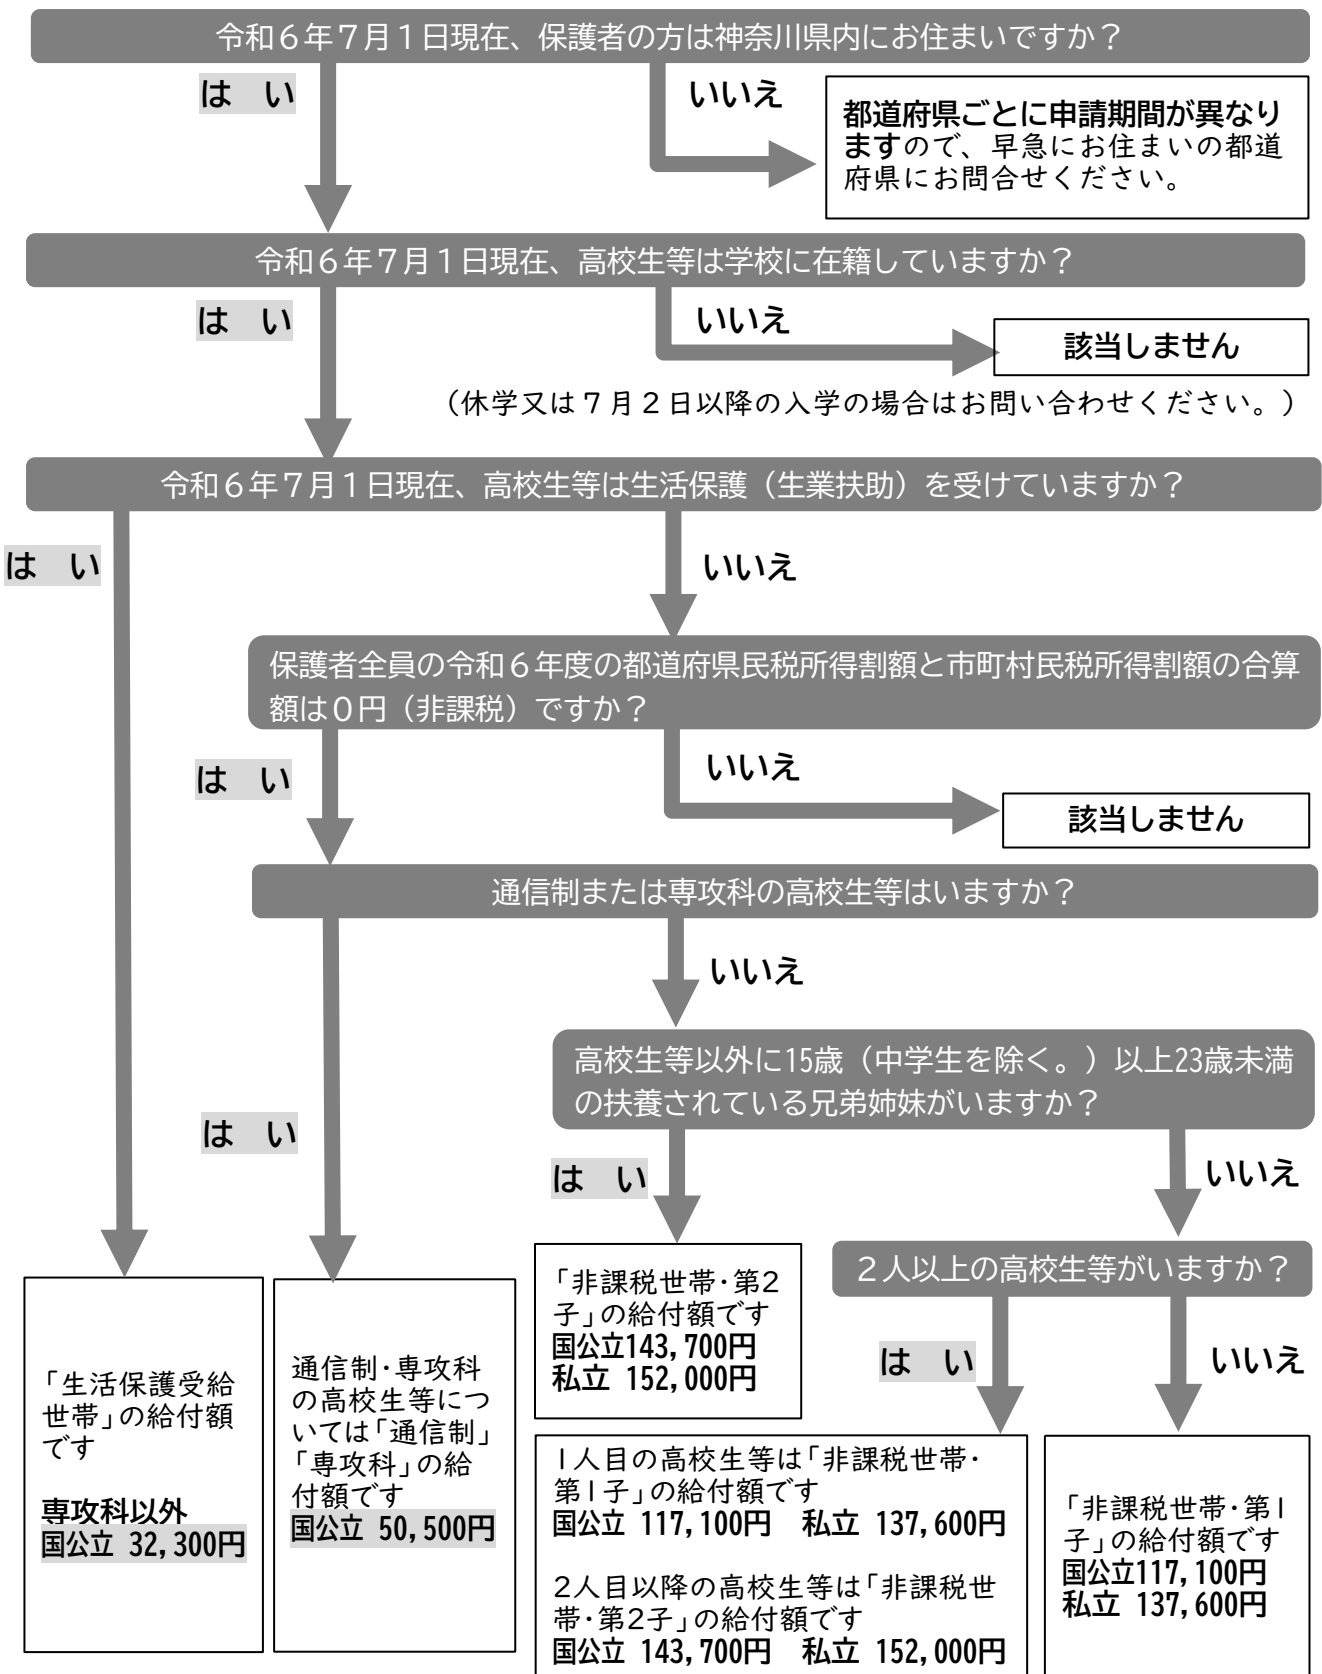 令和6年7月1日現在、保護者の方は神奈川県内にお住まいですか？
は　い
いいえ
都道府県ごとに申請期間が異なり
ますので、早急にお住まいの都道
府県にお問合せください。
令和6年7月1日現在、高校生等は学校に在籍していますか？
は　い
いいえ
該当しません
（休学又は7月2日以降の入学の場合はお問い合わせください。）
令和6年7月1日現在、高校生等は生活保護（生業扶助）を受けていますか？
は　い
いいえ
保護者全員の令和6年度の都道府県民税所得割額と市町村民税所得割額の合算
額は0円（非課税）ですか？
は　い
いいえ
該当しません
通信制または専攻科の高校生等はいますか？
は　い
いいえ
高校生等以外に15歳（中学生を除く。）以上23歳未満
の扶養されている兄弟姉妹がいますか？
は　い
いいえ
2人以上の高校生等がいますか？
は　い
いいえ
「生活保護受給
世帯」の給付額
です
専攻科以外
国公立 32,300円
通信制・専攻科
の高校生等につ
いては「通信制」
「専攻科」の給
付額です
国公立 50,500円
「非課税世帯・第2
子」の給付額です
国公立143,700円
私立 152,000円
1人目の高校生等は「非課税世帯・
第1子」の給付額です
国公立 117,100円　私立 137,600円
2人目以降の高校生等は「非課税世
帯・第2子」の給付額です
国公立 143,700円　私立 152,000円
「非課税世帯・第1
子」の給付額です
国公立117,100円
私立 137,600円